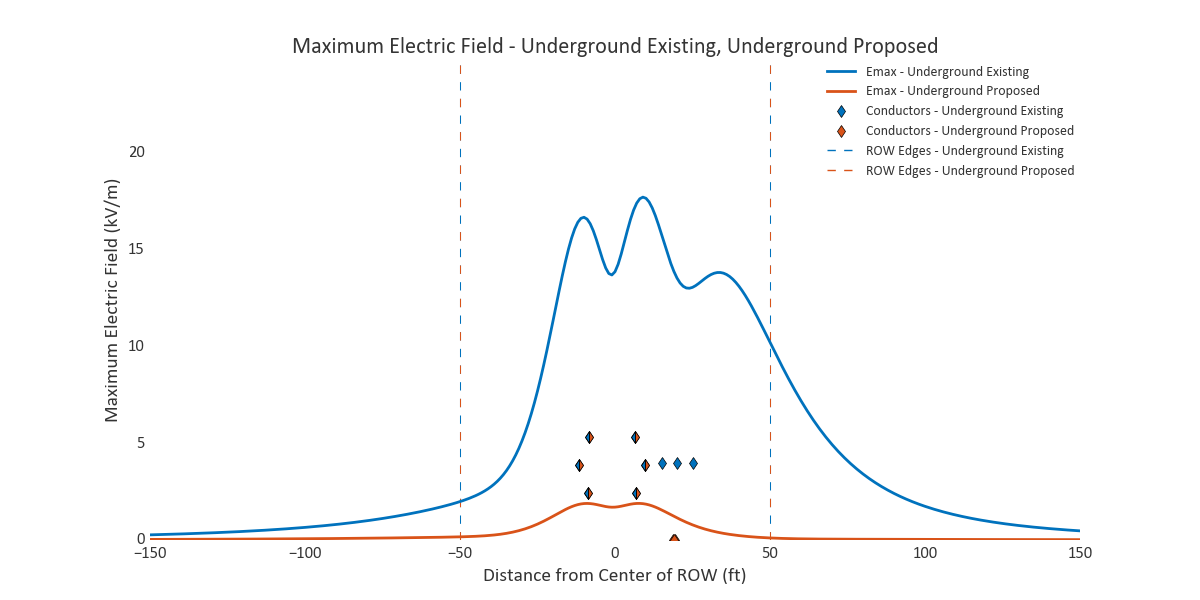 Maximum Electric Field - Underground Existing, Underground Proposed
Emax - Underground Existing
Emax - Underground Proposed
Conductors - Underground Existing
Conductors - Underground Proposed
ROW Edges - Underground Existing
ROW Edges - Underground Proposed
Maximum Electric Field (kV/m)
20
15
10
5
0
−150
−100
−50
0
50
100
150
Distance from Center of ROW (ft)